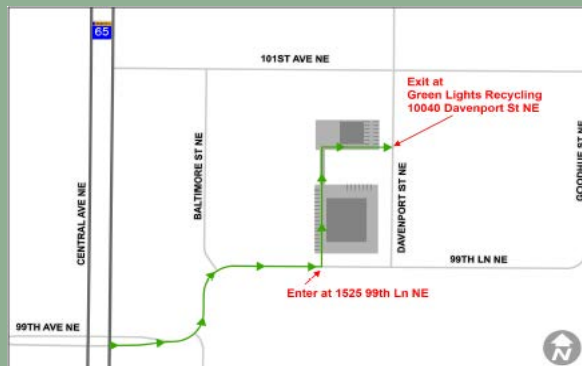 65
101ST AVE NE
Exit at
Green Lights Recycling
10040 Davenport St NE
BALTIMORE ST NE
CENTRAL AVE NE
DAVENPORT ST NE
GOODHUE ST NE
99TH LN NE
Enter at 1525 99th Ln NE
99TH AVE NE
N